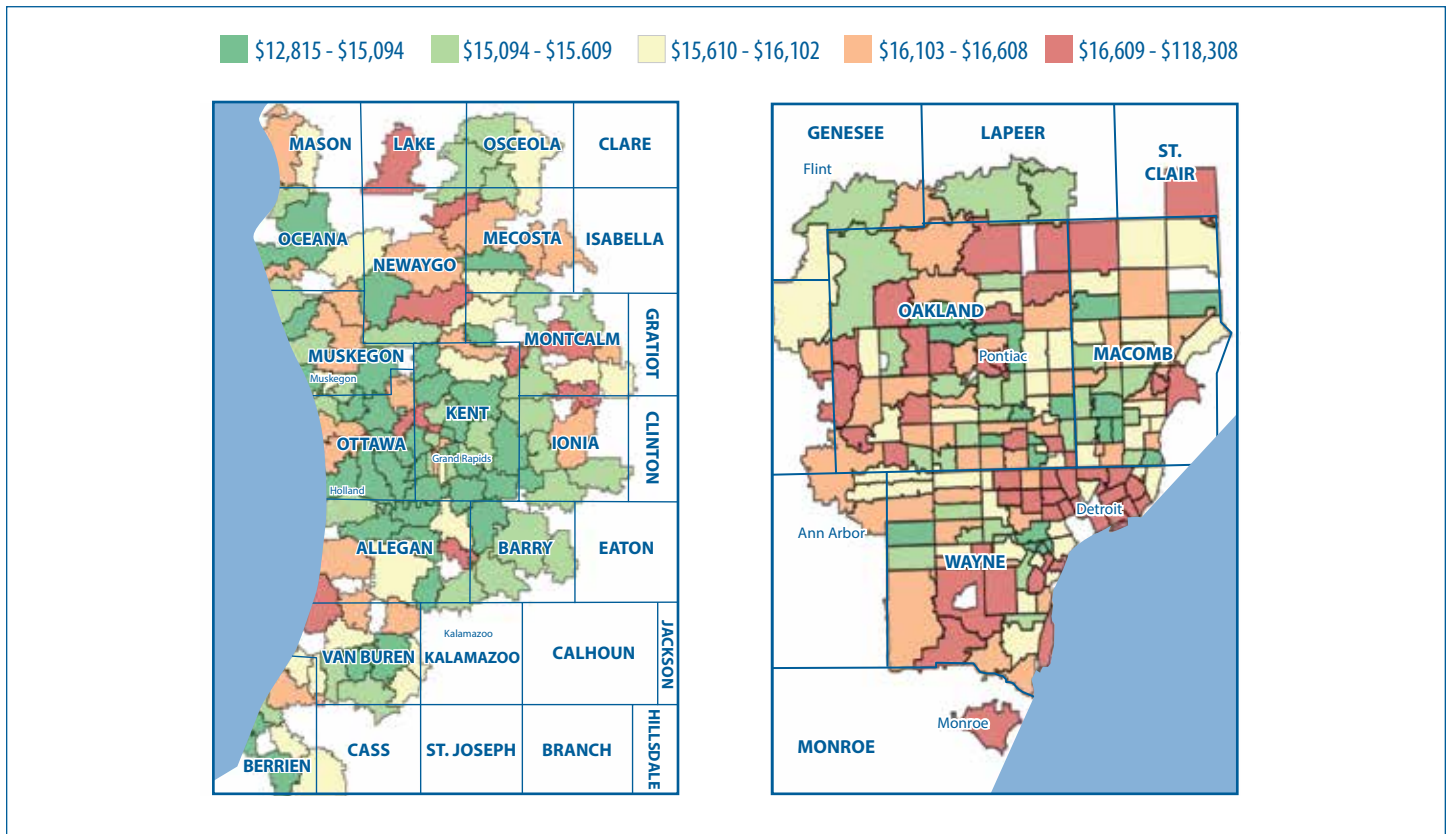 $12,815 - $15,094 $15,094 - $15.609 $15,610 - $16,102 $16,103 - $16,608 $16,609 - $118,308
MASON LAKE OSCEOLA CLARE
OCEANA NEWAYGO MECOSTA ISABELLA
MUSKEGON
Muskegon
MONTCALM
GRATIOT
KENT
OTTAWA
Grand Rapids
IONIA
CLINTON
Holland
ALLEGAN BARRY EATON
Kalamazoo
VAN BUREN KALAMAZOO CALHOUN
JACKSON
BERRIEN CASS ST. JOSEPH BRANCH
HILLSDALE
GENESEE LAPEER
ST.
CLAIR
Flint
OAKLAND
Pontiac
MACOMB
Detroit
Ann Arbor
WAYNE
Monroe
MONROE